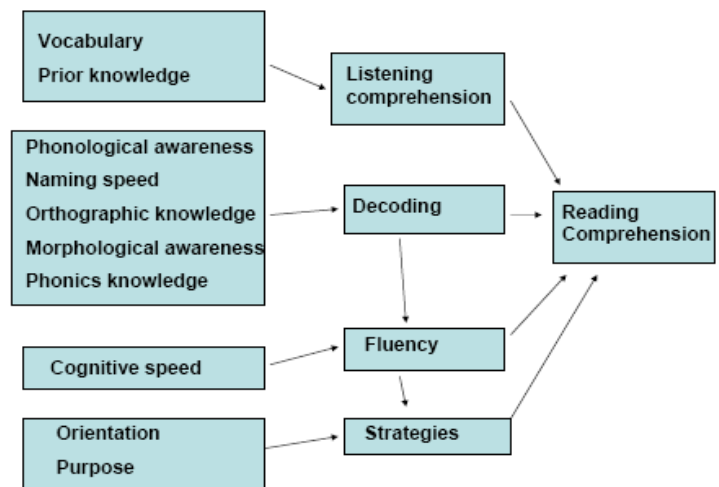 Vocabulary
Prior knowledge
Listening
comprehension
Phonological awareness
Naming speed
Orthographic knowledge
Morphological awareness
Phonics knowledge
Decoding
Reading
Comprehension
Cognitive speed
Fluency
Orientation
Purpose
Strategies